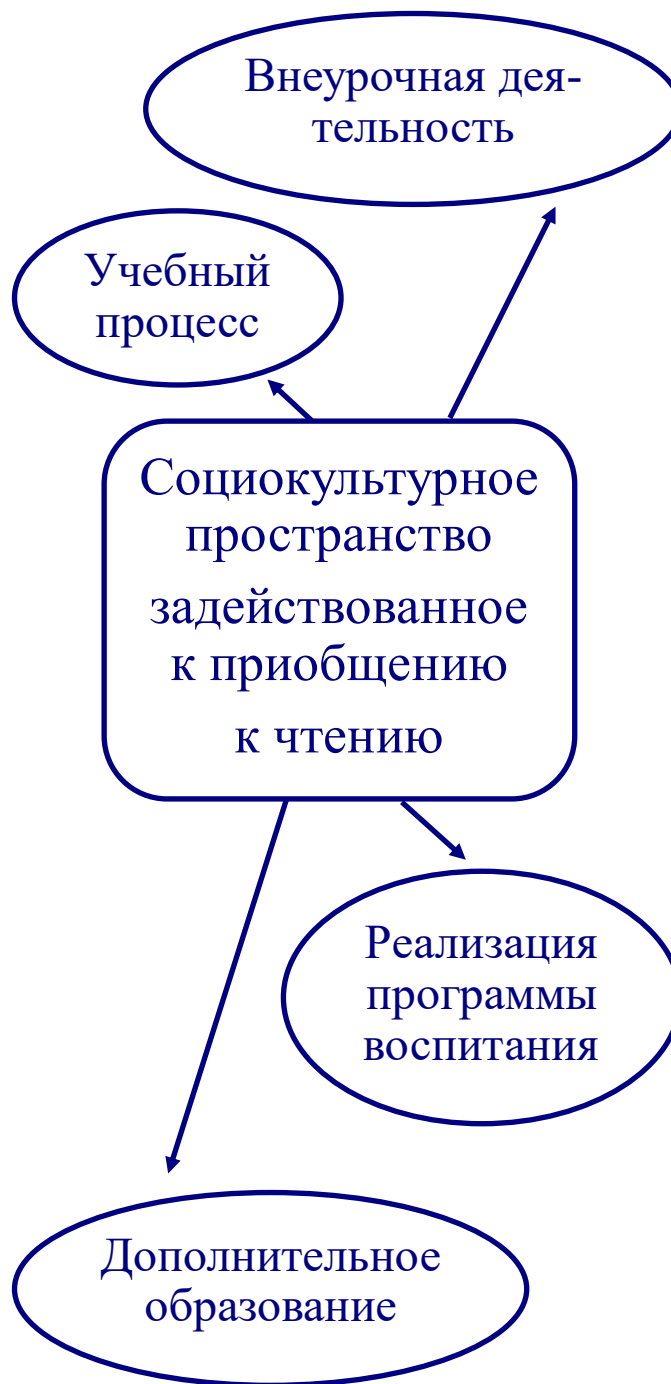 Внеурочная дея-
тельность
Учебный
процесс
Социокультурное
пространство
задействованное
к приобщению
к чтению
Реализация
программы
воспитания
Дополнительное
образование